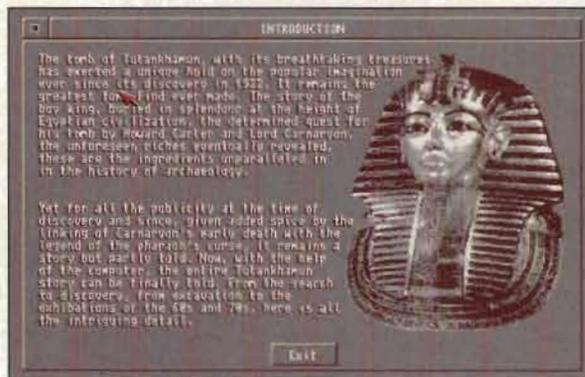 INTRODUCTION
The tomb of Tutankhamun, with its breathtaking treasures
has exerted a unique hold on the popular imagination
ever since its discovery in 1922. It remains the
greatest tomb find ever made. The story of the
boy king, buried in splendour at the height of
Egyptian civilization, the determined quest for
his tomb by Howard Carter and Lord Carnarvon,
the unforeseen riches eventually revealed,
these are the ingredients unparalleled in
in the history of archaeology.
Yet for all the publicity at the time of
discovery and since, given added spice by the
linking of Carnarvon's early death with the
legend of the pharaoh's curse, it remains a
story but partly told. Now, with the help
of the computer, the entire Tutankhamun
story can be finally told. From the search
to discovery, from excavation to the
exhibations of the 60s and 70s, here is all
the intriguing detail.
Exit